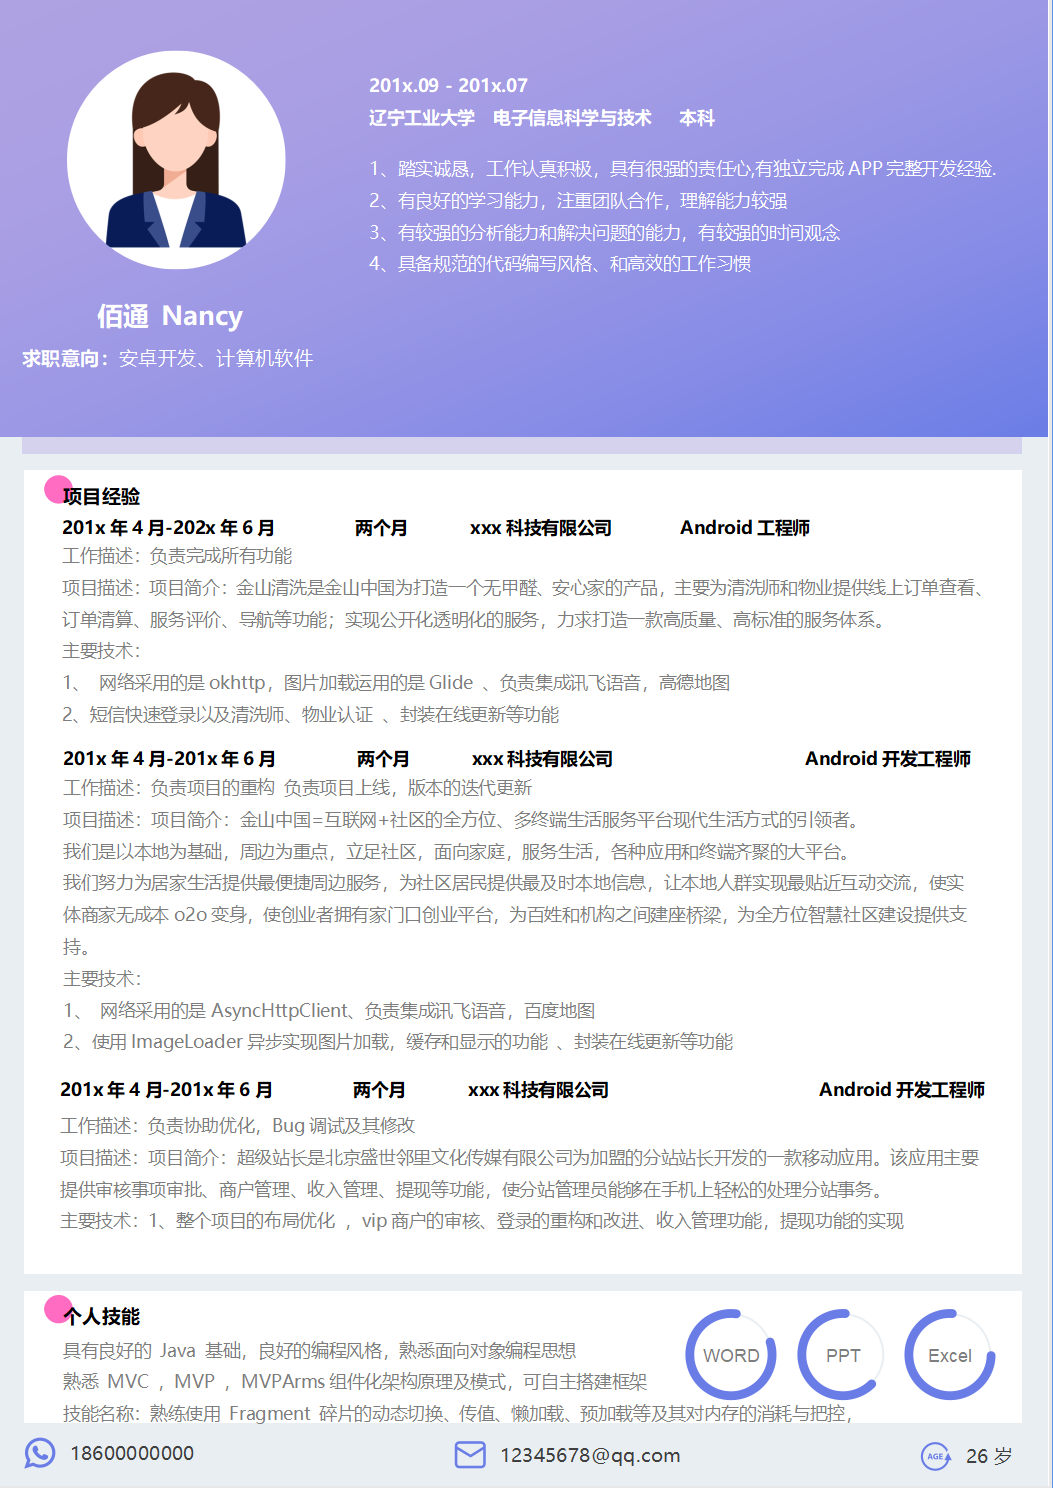 201x.09 - 201x.07
辽宁工业大学 电子信息科学与技术 本科
1、踏实诚恳，工作认真积极，具有很强的责任心,有独立完成 APP 完整开发经验.
2、有良好的学习能力，注重团队合作，理解能力较强
3、有较强的分析能力和解决问题的能力，有较强的时间观念
4、具备规范的代码编写风格、和高效的工作习惯
佰通 Nancy
求职意向：安卓开发、计算机软件
项目经验
201x 年 4 月-202x 年 6 月 两个月 xxx 科技有限公司 Android 工程师
工作描述：负责完成所有功能
项目描述：项目简介：金山清洗是金山中国为打造一个无甲醛、安心家的产品，主要为清洗师和物业提供线上订单查看、
订单清算、服务评价、导航等功能；实现公开化透明化的服务，力求打造一款高质量、高标准的服务体系。
主要技术：
1、 网络采用的是 okhttp，图片加载运用的是 Glide 、负责集成讯飞语音，高德地图
2、短信快速登录以及清洗师、物业认证 、封装在线更新等功能
201x 年 4 月-201x 年 6 月 两个月 xxx 科技有限公司 Android 开发工程师
工作描述：负责项目的重构 负责项目上线，版本的迭代更新
项目描述：项目简介：金山中国=互联网+社区的全方位、多终端生活服务平台现代生活方式的引领者。
我们是以本地为基础，周边为重点，立足社区，面向家庭，服务生活，各种应用和终端齐聚的大平台。
我们努力为居家生活提供最便捷周边服务，为社区居民提供最及时本地信息，让本地人群实现最贴近互动交流，使实
体商家无成本 o2o 变身，使创业者拥有家门口创业平台，为百姓和机构之间建座桥梁，为全方位智慧社区建设提供支
持。
主要技术：
1、 网络采用的是 AsyncHttpClient、负责集成讯飞语音，百度地图
2、使用 ImageLoader 异步实现图片加载，缓存和显示的功能 、封装在线更新等功能
201x 年 4 月-201x 年 6 月 两个月 xxx 科技有限公司 Android 开发工程师
工作描述：负责协助优化，Bug 调试及其修改
项目描述：项目简介：超级站长是北京盛世邻里文化传媒有限公司为加盟的分站站长开发的一款移动应用。该应用主要
提供审核事项审批、商户管理、收入管理、提现等功能，使分站管理员能够在手机上轻松的处理分站事务。
主要技术：1、整个项目的布局优化 ，vip 商户的审核、登录的重构和改进、收入管理功能，提现功能的实现
个人技能
具有良好的 Java 基础，良好的编程风格，熟悉面向对象编程思想
熟悉 MVC ，MVP ，MVPArms 组件化架构原理及模式，可自主搭建框架
技能名称：熟练使用 Fragment 碎片的动态切换、传值、懒加载、预加载等及其对内存的消耗与把控，
WORD PPT Excel
18600000000 12345678@qq.com AGE 26 岁